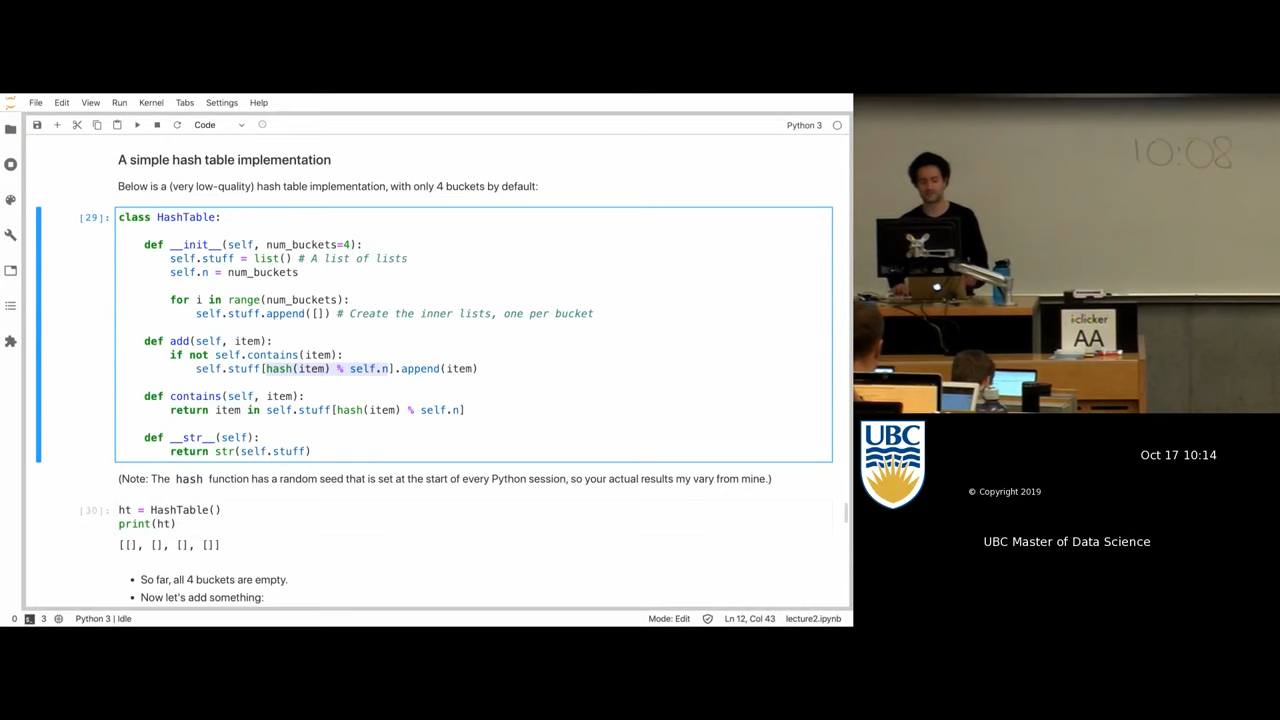 File Edit View Run Kernel Tabs Settings Help
Code
Python 3
A simple hash table implementation
Below is a (very low-quality) hash table implementation, with only 4 buckets by default:
[29]:
class HashTable:
def __init__(self, num_buckets=4):
self.stuff = list() # A list of lists
self.n = num_buckets
for i in range(num_buckets):
self.stuff.append([]) # Create the inner lists, one per bucket
def add(self, item):
if not self.contains(item):
self.stuff[hash(item) % self.n].append(item)
def contains(self, item):
return item in self.stuff[hash(item) % self.n]
def __str__(self):
return str(self.stuff)
(Note: The hash function has a random seed that is set at the start of every Python session, so your actual results my vary from mine.)
[30]:
ht = HashTable()
print(ht)
[[], [], [], []]
• So far, all 4 buckets are empty.
• Now let's add something:
0 3 Python 3 | Idle Mode: Edit Ln 12, Col 43 lecture2.ipynb
10:08
iclicker
AA
UBC
Oct 17 10:14
© Copyright 2019
UBC Master of Data Science